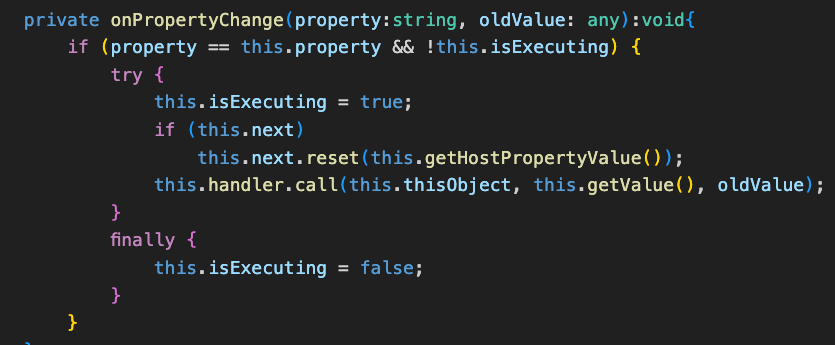 private onPropertyChange(property:string, oldValue: any):void{
    if (property == this.property && !this.isExecuting) {
        try {
            this.isExecuting = true;
            if (this.next)
                this.next.reset(this.getHostPropertyValue());
            this.handler.call(this.thisObject, this.getValue(), oldValue);
        }
        finally {
            this.isExecuting = false;
        }
    }
}